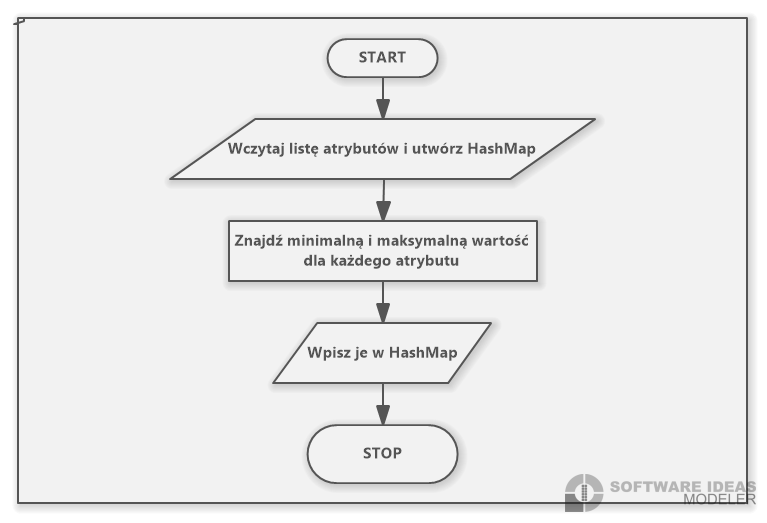 START
Wczytaj listę atrybutów i utwórz HashMap
Znajdź minimalną i maksymalną wartość
dla każdego atrybutu
Wpisz je w HashMap
STOP
SOFTWARE IDEAS
MODELER